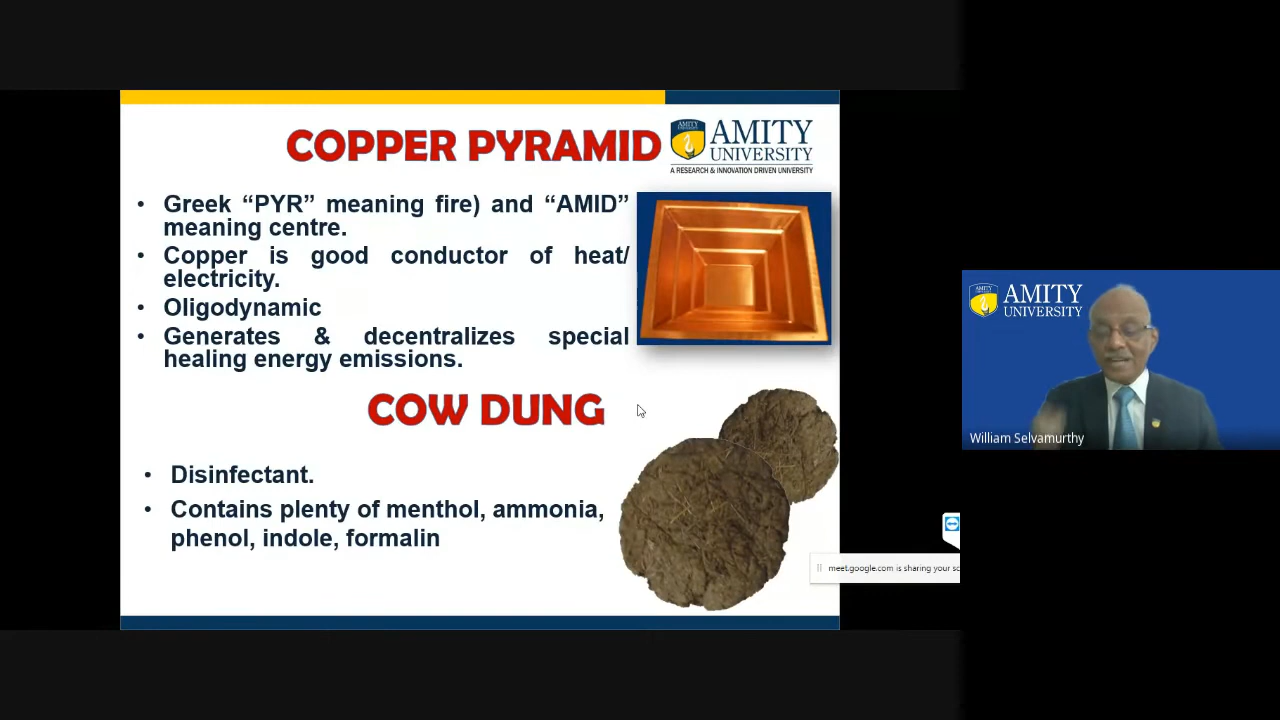 COPPER PYRAMID
AMITY
UNIVERSITY
A RESEARCH & INNOVATION DRIVEN UNIVERSITY
• Greek “PYR” meaning fire) and “AMID”
meaning centre.
• Copper is good conductor of heat/
electricity.
• Oligodynamic
• Generates & decentralizes special
healing energy emissions.
COW DUNG
• Disinfectant.
• Contains plenty of menthol, ammonia,
phenol, indole, formalin
meet.google.com is sharing your sc
AMITY
UNIVERSITY
William Selvamurthy